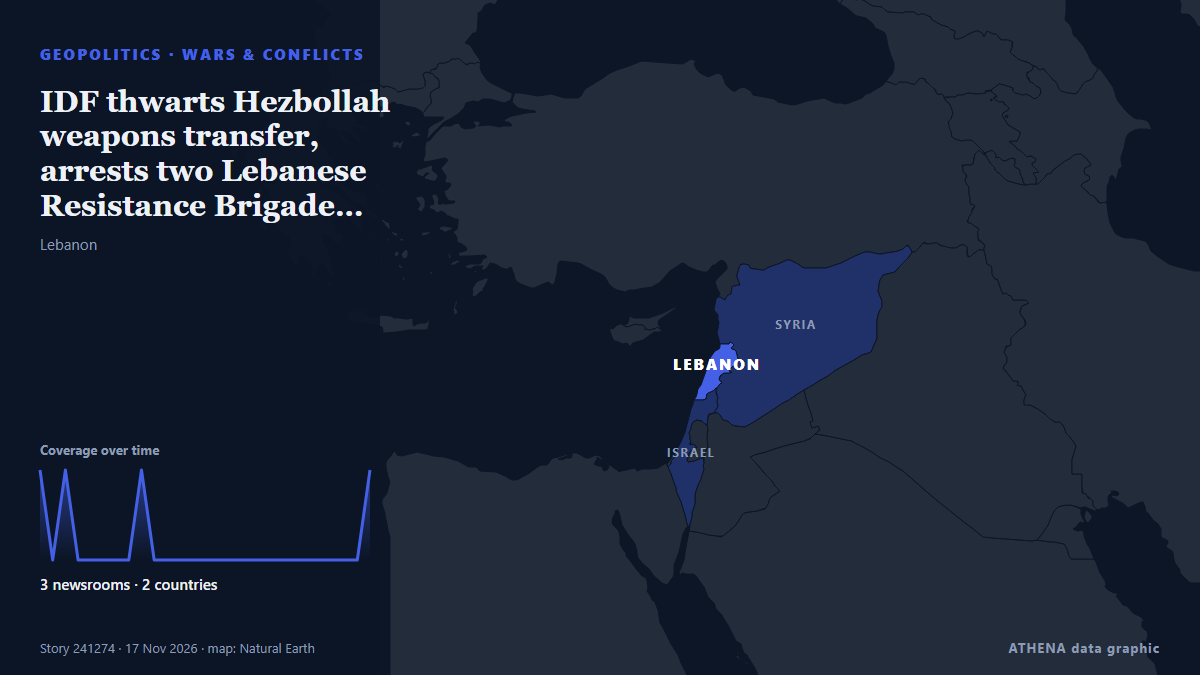 GEOPOLITICS · WARS & CONFLICTS
IDF thwarts Hezbollah
weapons transfer,
arrests two Lebanese
Resistance Brigade...
Lebanon
SYRIA
LEBANON
ISRAEL
Coverage over time
3 newsrooms · 2 countries
Story 241274 · 17 Nov 2026 · map: Natural Earth
ATHENA data graphic